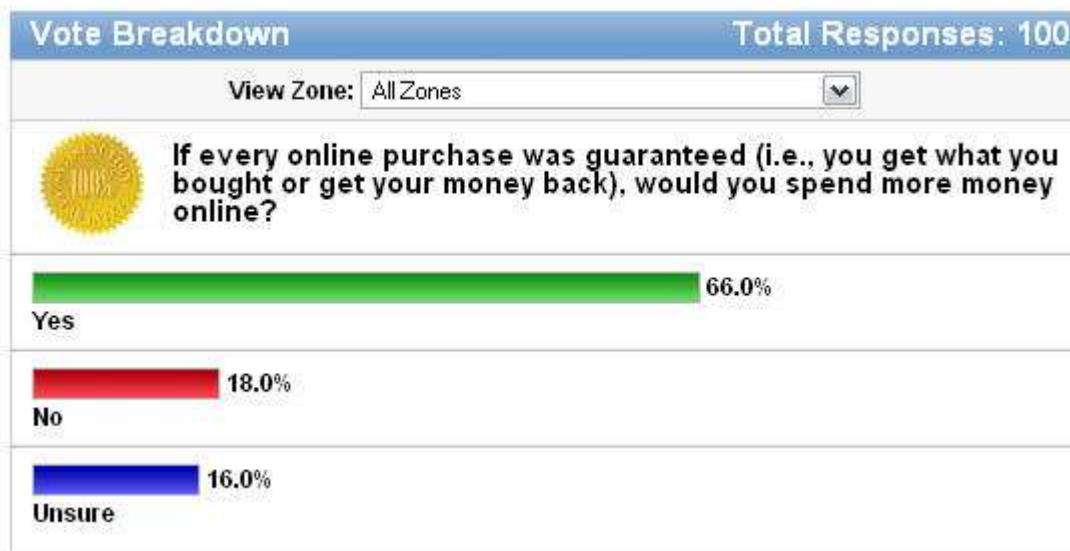 Vote Breakdown Total Responses: 100
View Zone: All Zones
If every online purchase was guaranteed (i.e., you get what you
bought or get your money back), would you spend more money
online?
100%
66.0%
Yes
18.0%
No
16.0%
Unsure